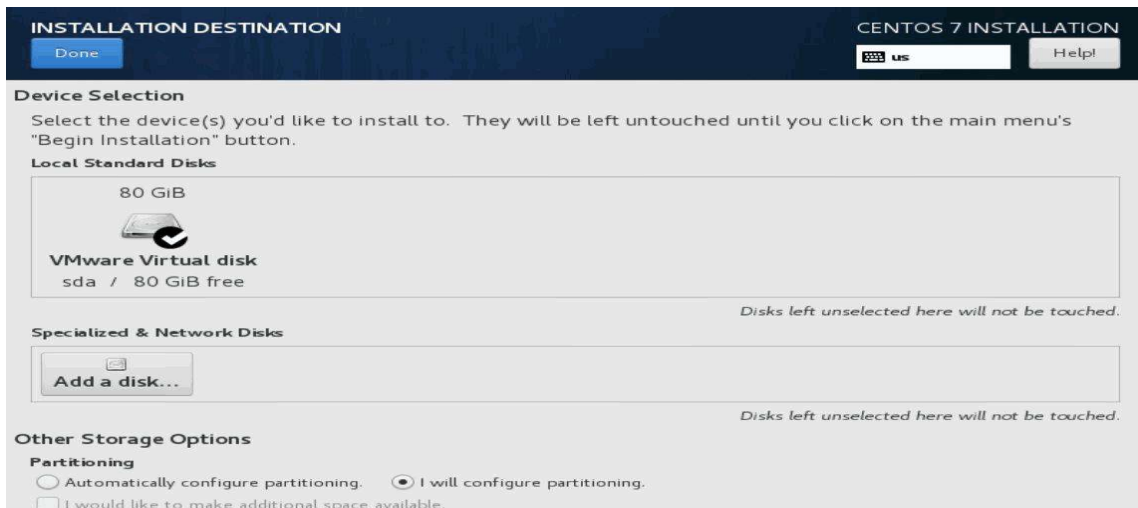 INSTALLATION DESTINATION
CENTOS 7 INSTALLATION
Done
us
Help!
Device Selection
Select the device(s) you'd like to install to. They will be left untouched until you click on the main menu's
"Begin Installation" button.
Local Standard Disks
80 GiB
VMware Virtual disk
sda / 80 GiB free
Disks left unselected here will not be touched.
Specialized & Network Disks
Add a disk...
Disks left unselected here will not be touched.
Other Storage Options
Partitioning
Automatically configure partitioning. I will configure partitioning.
I would like to make additional space available.